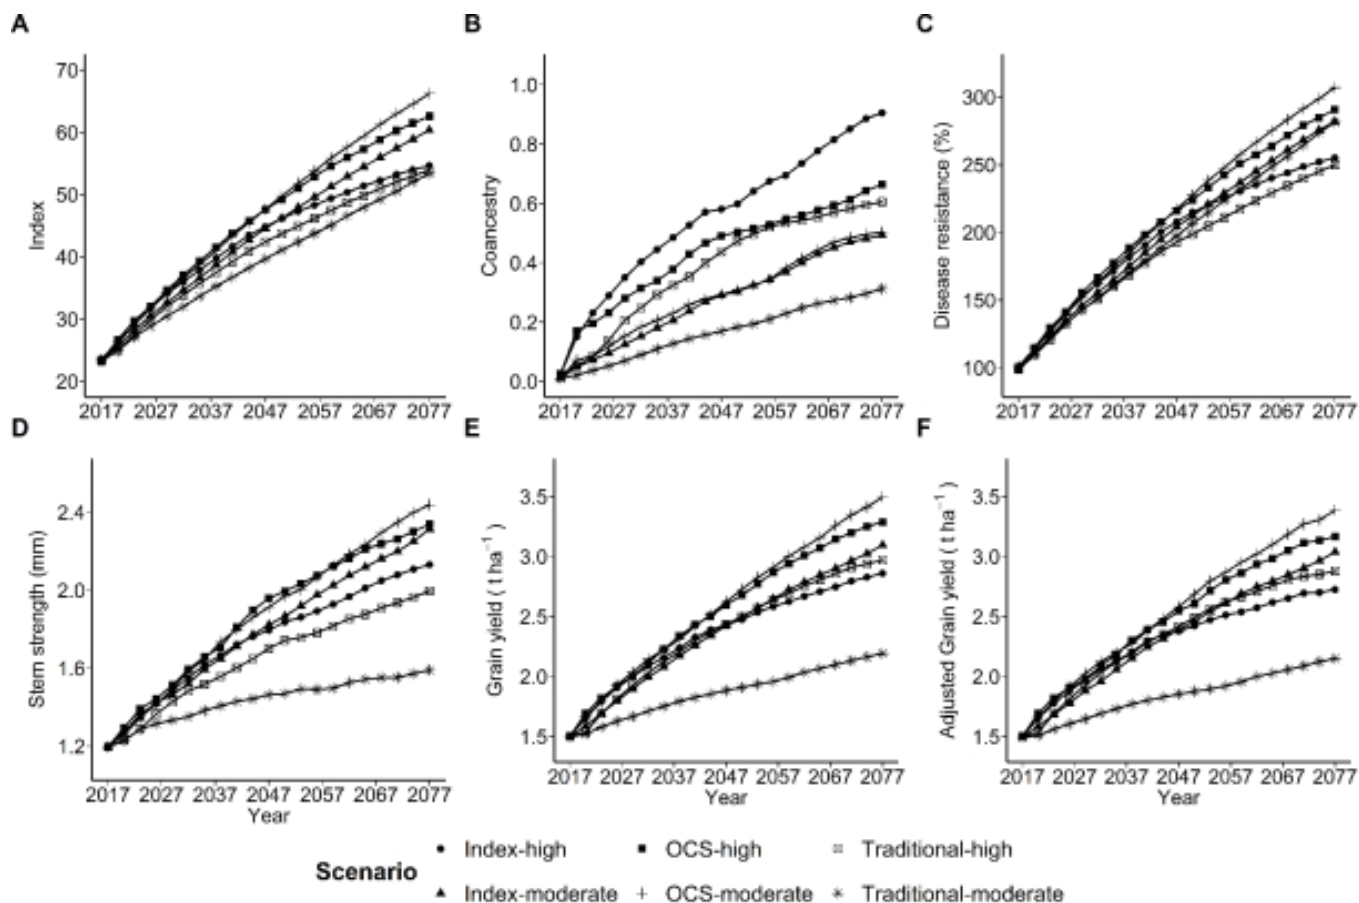 A
Index
70
60
50
40
30
20
2017 2027 2037 2047 2057 2067 2077
B
Coancestry
1.0
0.8
0.6
0.4
0.2
0.0
2017 2027 2037 2047 2057 2067 2077
C
Disease resistance (%)
300
250
200
150
100
2017 2027 2037 2047 2057 2067 2077
D
Stem strength (mm)
2.4
2.0
1.6
1.2
2017 2027 2037 2047 2057 2067 2077
Year
E
Grain yield ( t ha⁻¹ )
3.5
3.0
2.5
2.0
1.5
2017 2027 2037 2047 2057 2067 2077
Year
F
Adjusted Grain yield ( t ha⁻¹ )
3.5
3.0
2.5
2.0
1.5
2017 2027 2037 2047 2057 2067 2077
Year
Scenario
Index-high OCS-high Traditional-high
Index-moderate OCS-moderate Traditional-moderate